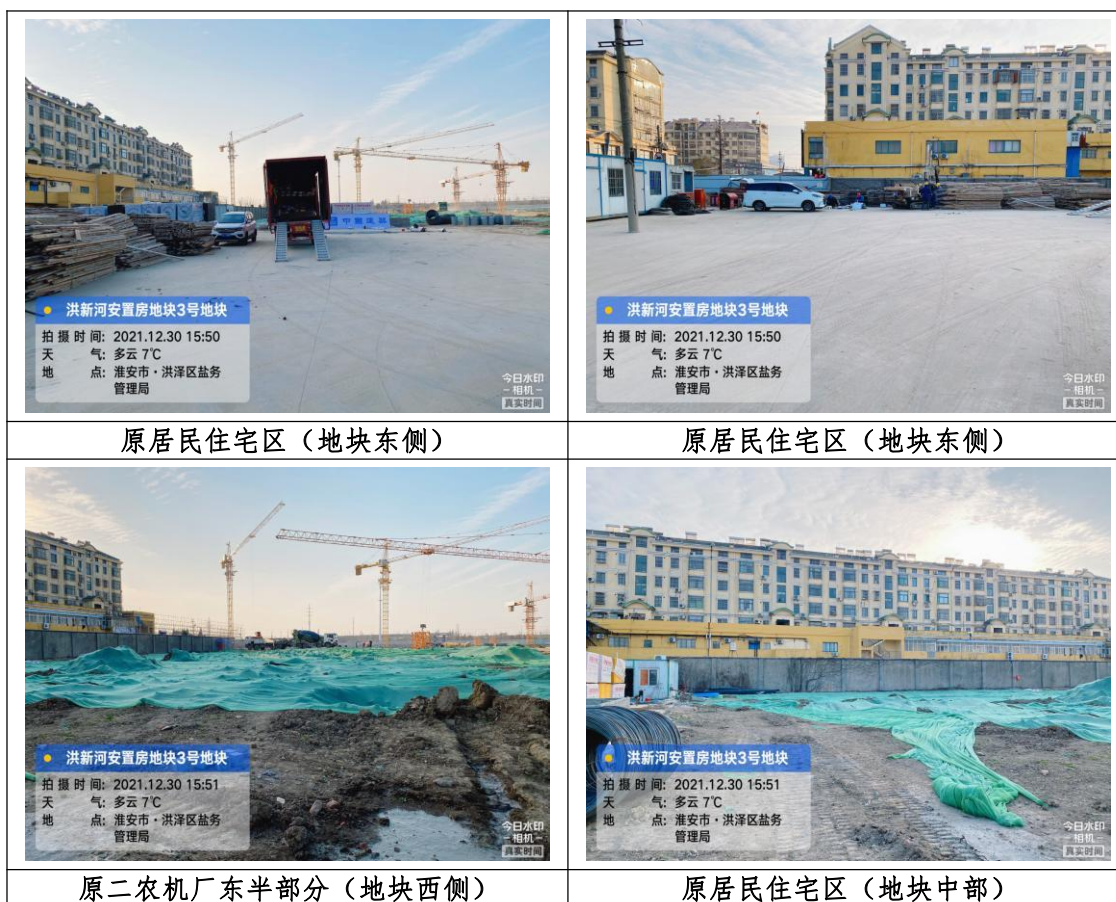 洪新河安置房地块3号地块
拍摄时间: 2021.12.30 15:50
天 气: 多云 7℃
地 点: 淮安市·洪泽区盐务
管理局
今日水印
-相机-
真实时间
洪新河安置房地块3号地块
拍摄时间: 2021.12.30 15:50
天 气: 多云 7℃
地 点: 淮安市·洪泽区盐务
管理局
今日水印
-相机-
真实时间
原居民住宅区（地块东侧）
原居民住宅区（地块东侧）
洪新河安置房地块3号地块
拍摄时间: 2021.12.30 15:51
天 气: 多云 7℃
地 点: 淮安市·洪泽区盐务
管理局
今日水印
-相机-
真实时间
洪新河安置房地块3号地块
拍摄时间: 2021.12.30 15:51
天 气: 多云 7℃
地 点: 淮安市·洪泽区盐务
管理局
今日水印
-相机-
真实时间
原二农机厂东半部分（地块西侧）
原居民住宅区（地块中部）